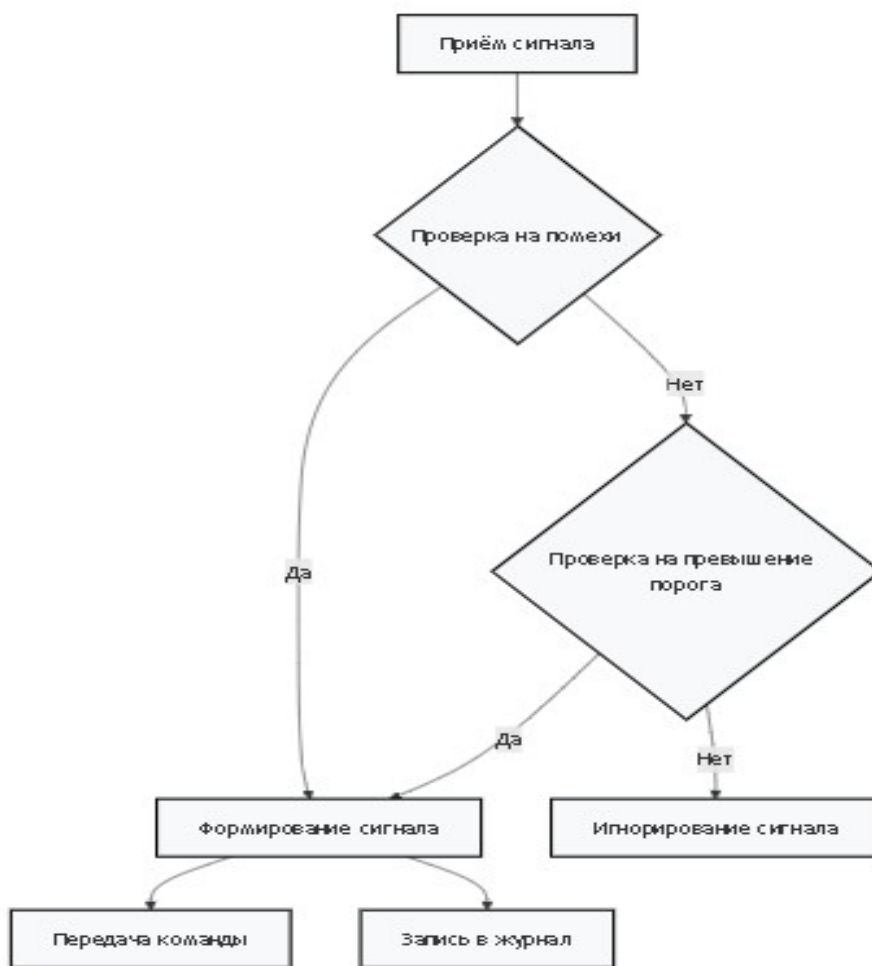 Приём сигнала
Проверка на помехи
Нет
Проверка на превышение
порога
Да
Да
Нет
Формирование сигнала
Игнорирование сигнала
Передача команды
Запись в журнал